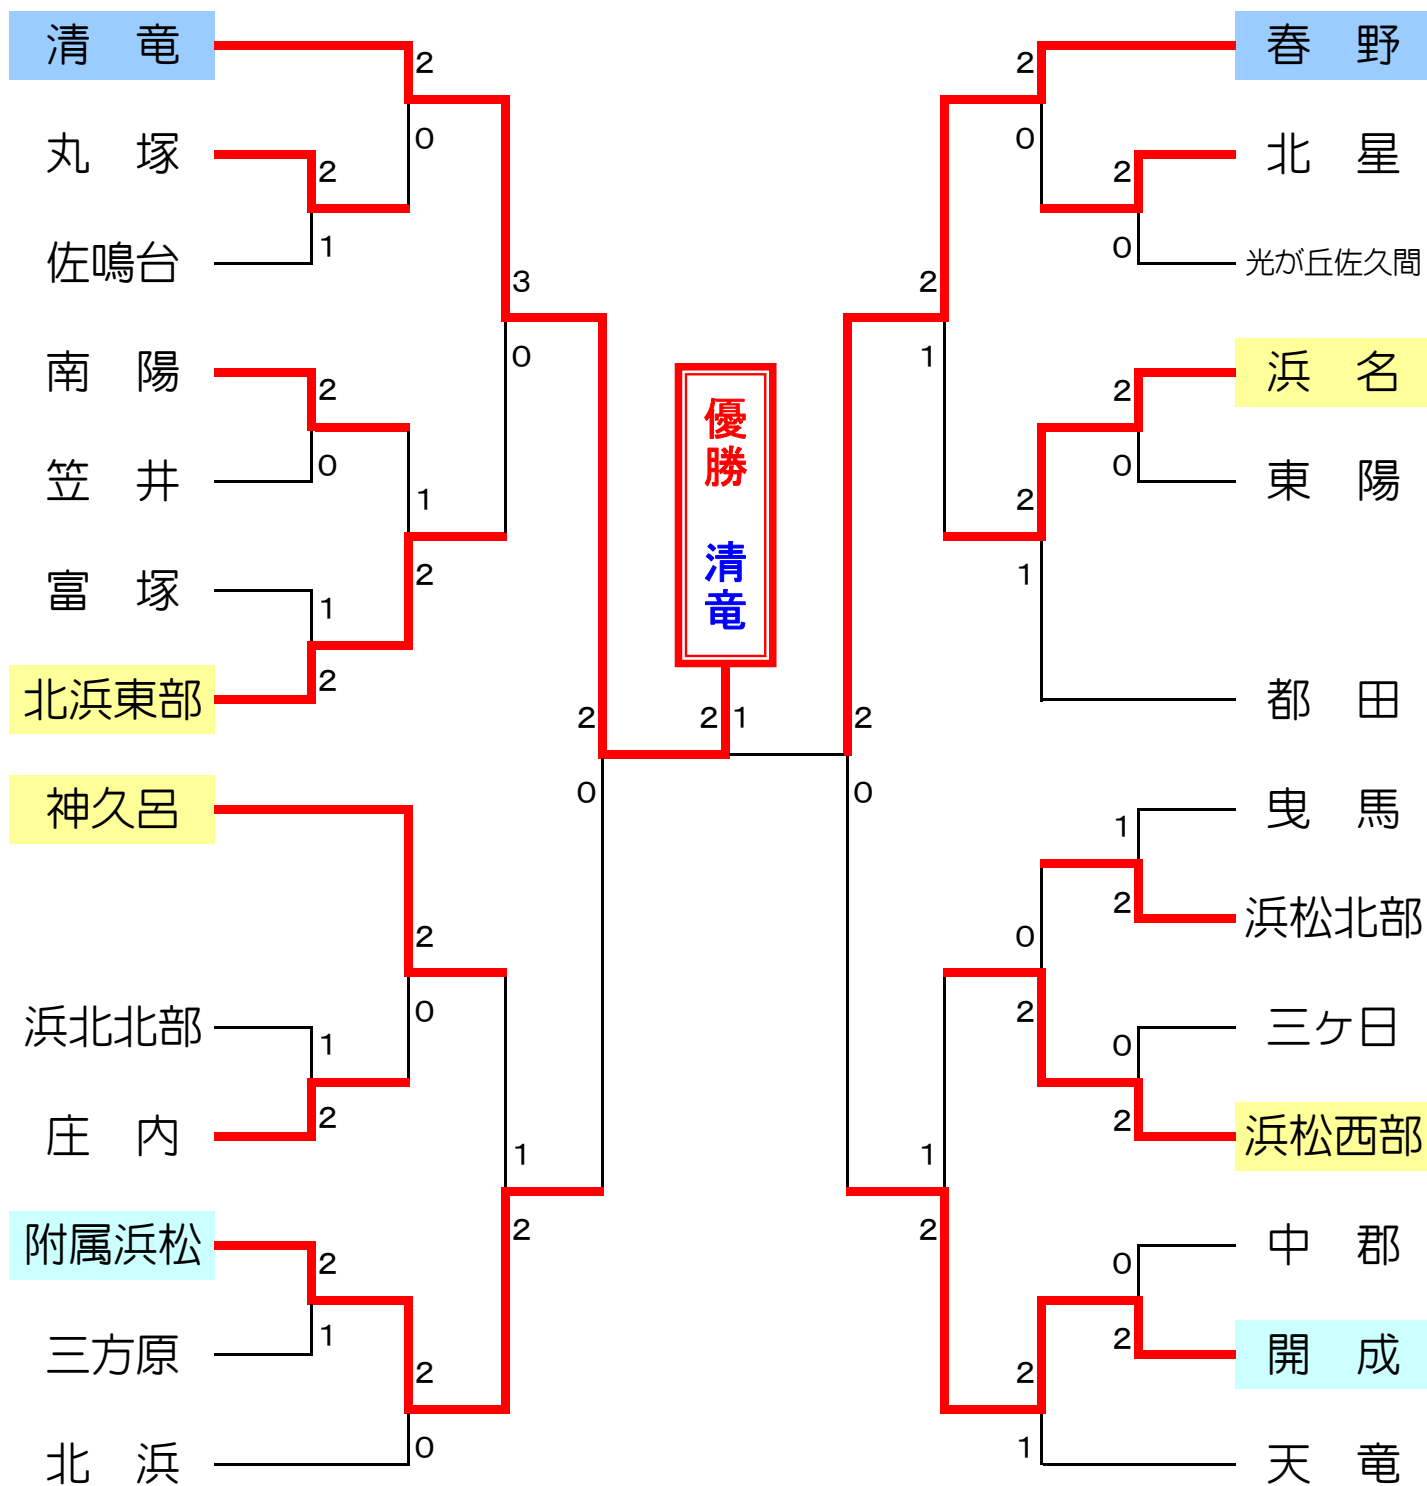 清　竜
2
0
丸　塚
2
佐鳴台
1
3
0
南　陽
2
笠　井
0
1
2
富　塚
1
北浜東部
2
神久呂
2
0
浜北北部
1
庄　内
2
1
2
附属浜松
2
三方原
1
2
0
北　浜
2
0
優勝　清竜
2 1
2
0
春　野
2
0
北　星
2
光が丘佐久間
0
2
1
浜　名
2
東　陽
0
2
1
都　田
曳　馬
1
浜松北部
2
0
2
三ケ日
0
浜松西部
2
1
2
中　郡
0
開　成
2
2
1
天　竜